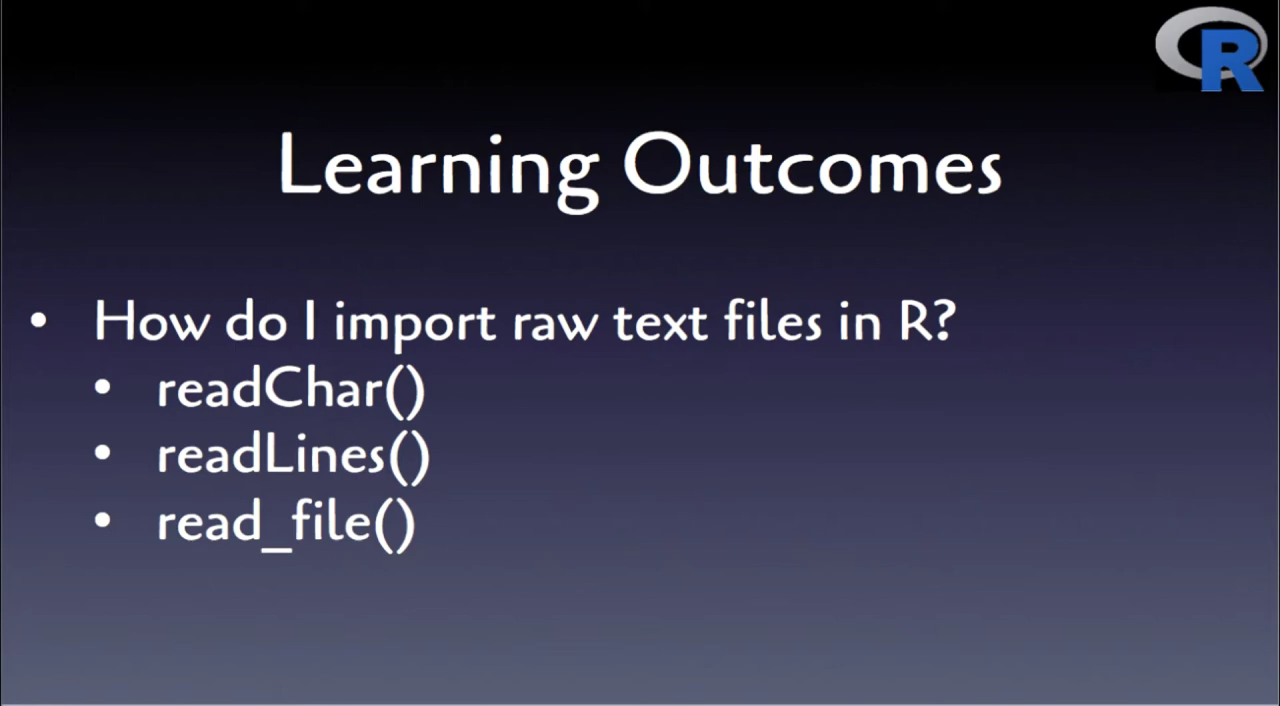 R
Learning Outcomes
• How do I import raw text files in R?
• readChar()
• readLines()
• read_file()